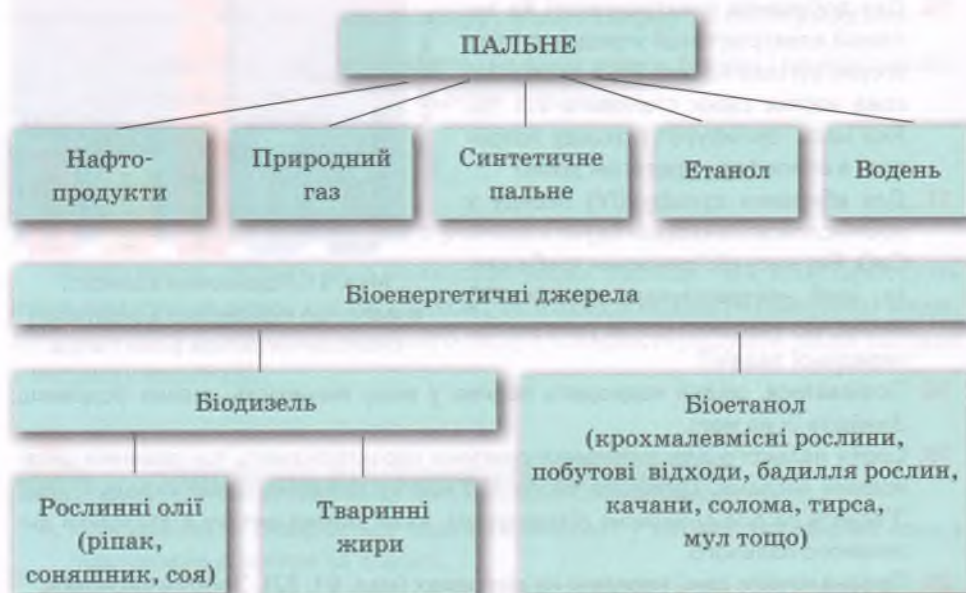 ПАЛЬНЕ
Нафто-
продукти
Природний
газ
Синтетичне
пальне
Етанол
Водень
Біоенергетичні джерела
Біодизель
Біоетанол
(крохмалевмісні рослини,
побутові відходи, бадилля рослин,
качани, солома, тирса,
мул тощо)
Рослинні олії
(ріпак,
соняшник, соя)
Тваринні
жири